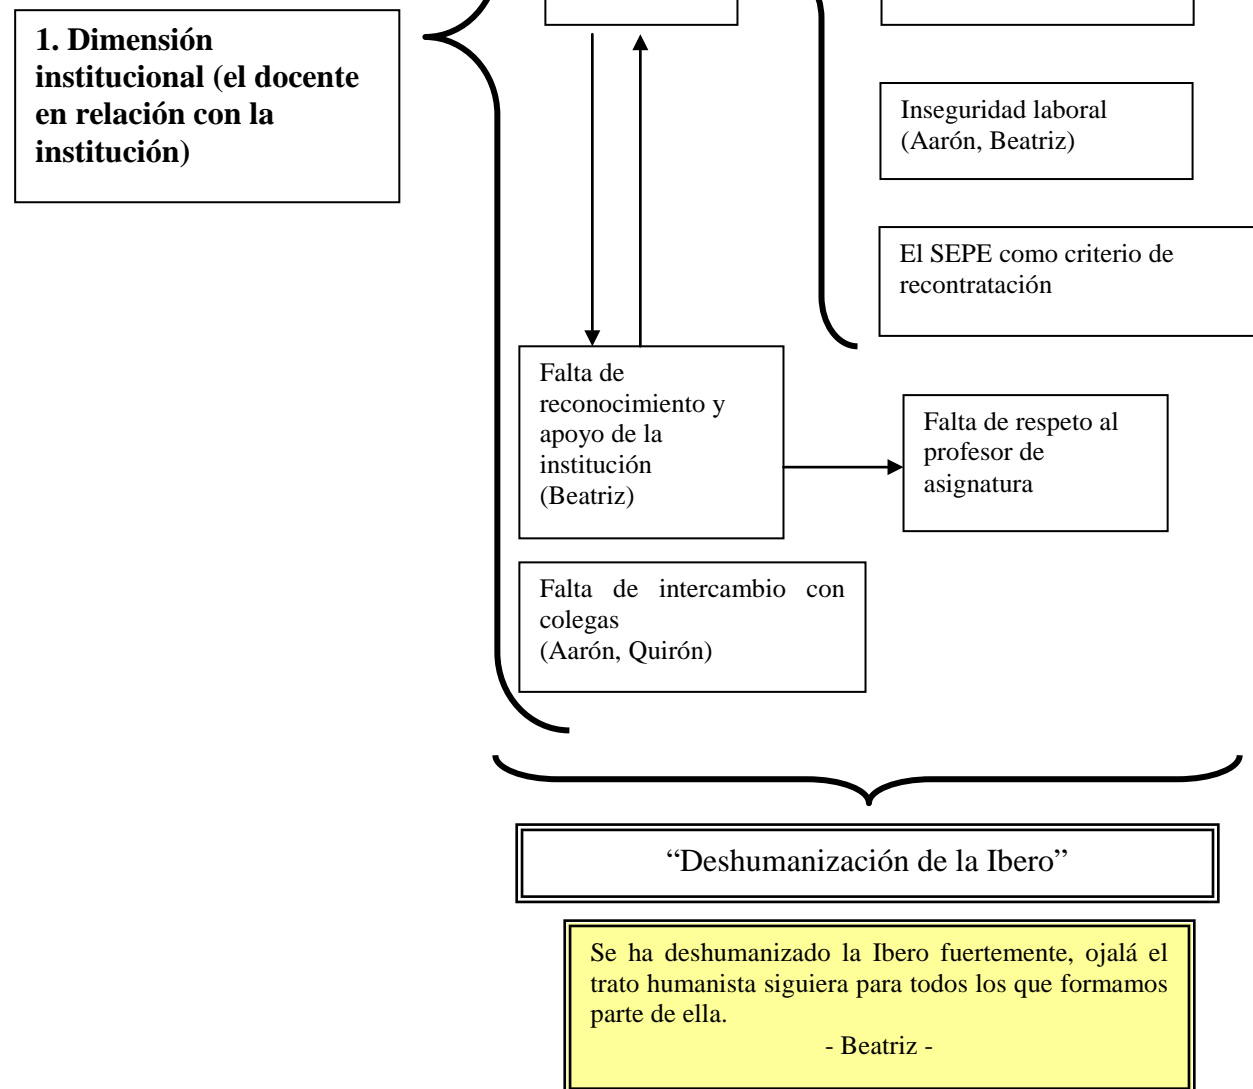 1. Dimensión
institucional (el docente
en relación con la
institución)
Inseguridad laboral
(Aarón, Beatriz)
El SEPE como criterio de
recontratación
Falta de
reconocimiento y
apoyo de la
institución
(Beatriz)
Falta de respeto al
profesor de
asignatura
Falta de intercambio con
colegas
(Aarón, Quirón)
“Deshumanización de la Ibero”
Se ha deshumanizado la Ibero fuertemente, ojalá el
trato humanista siguiera para todos los que formamos
parte de ella.
- Beatriz -